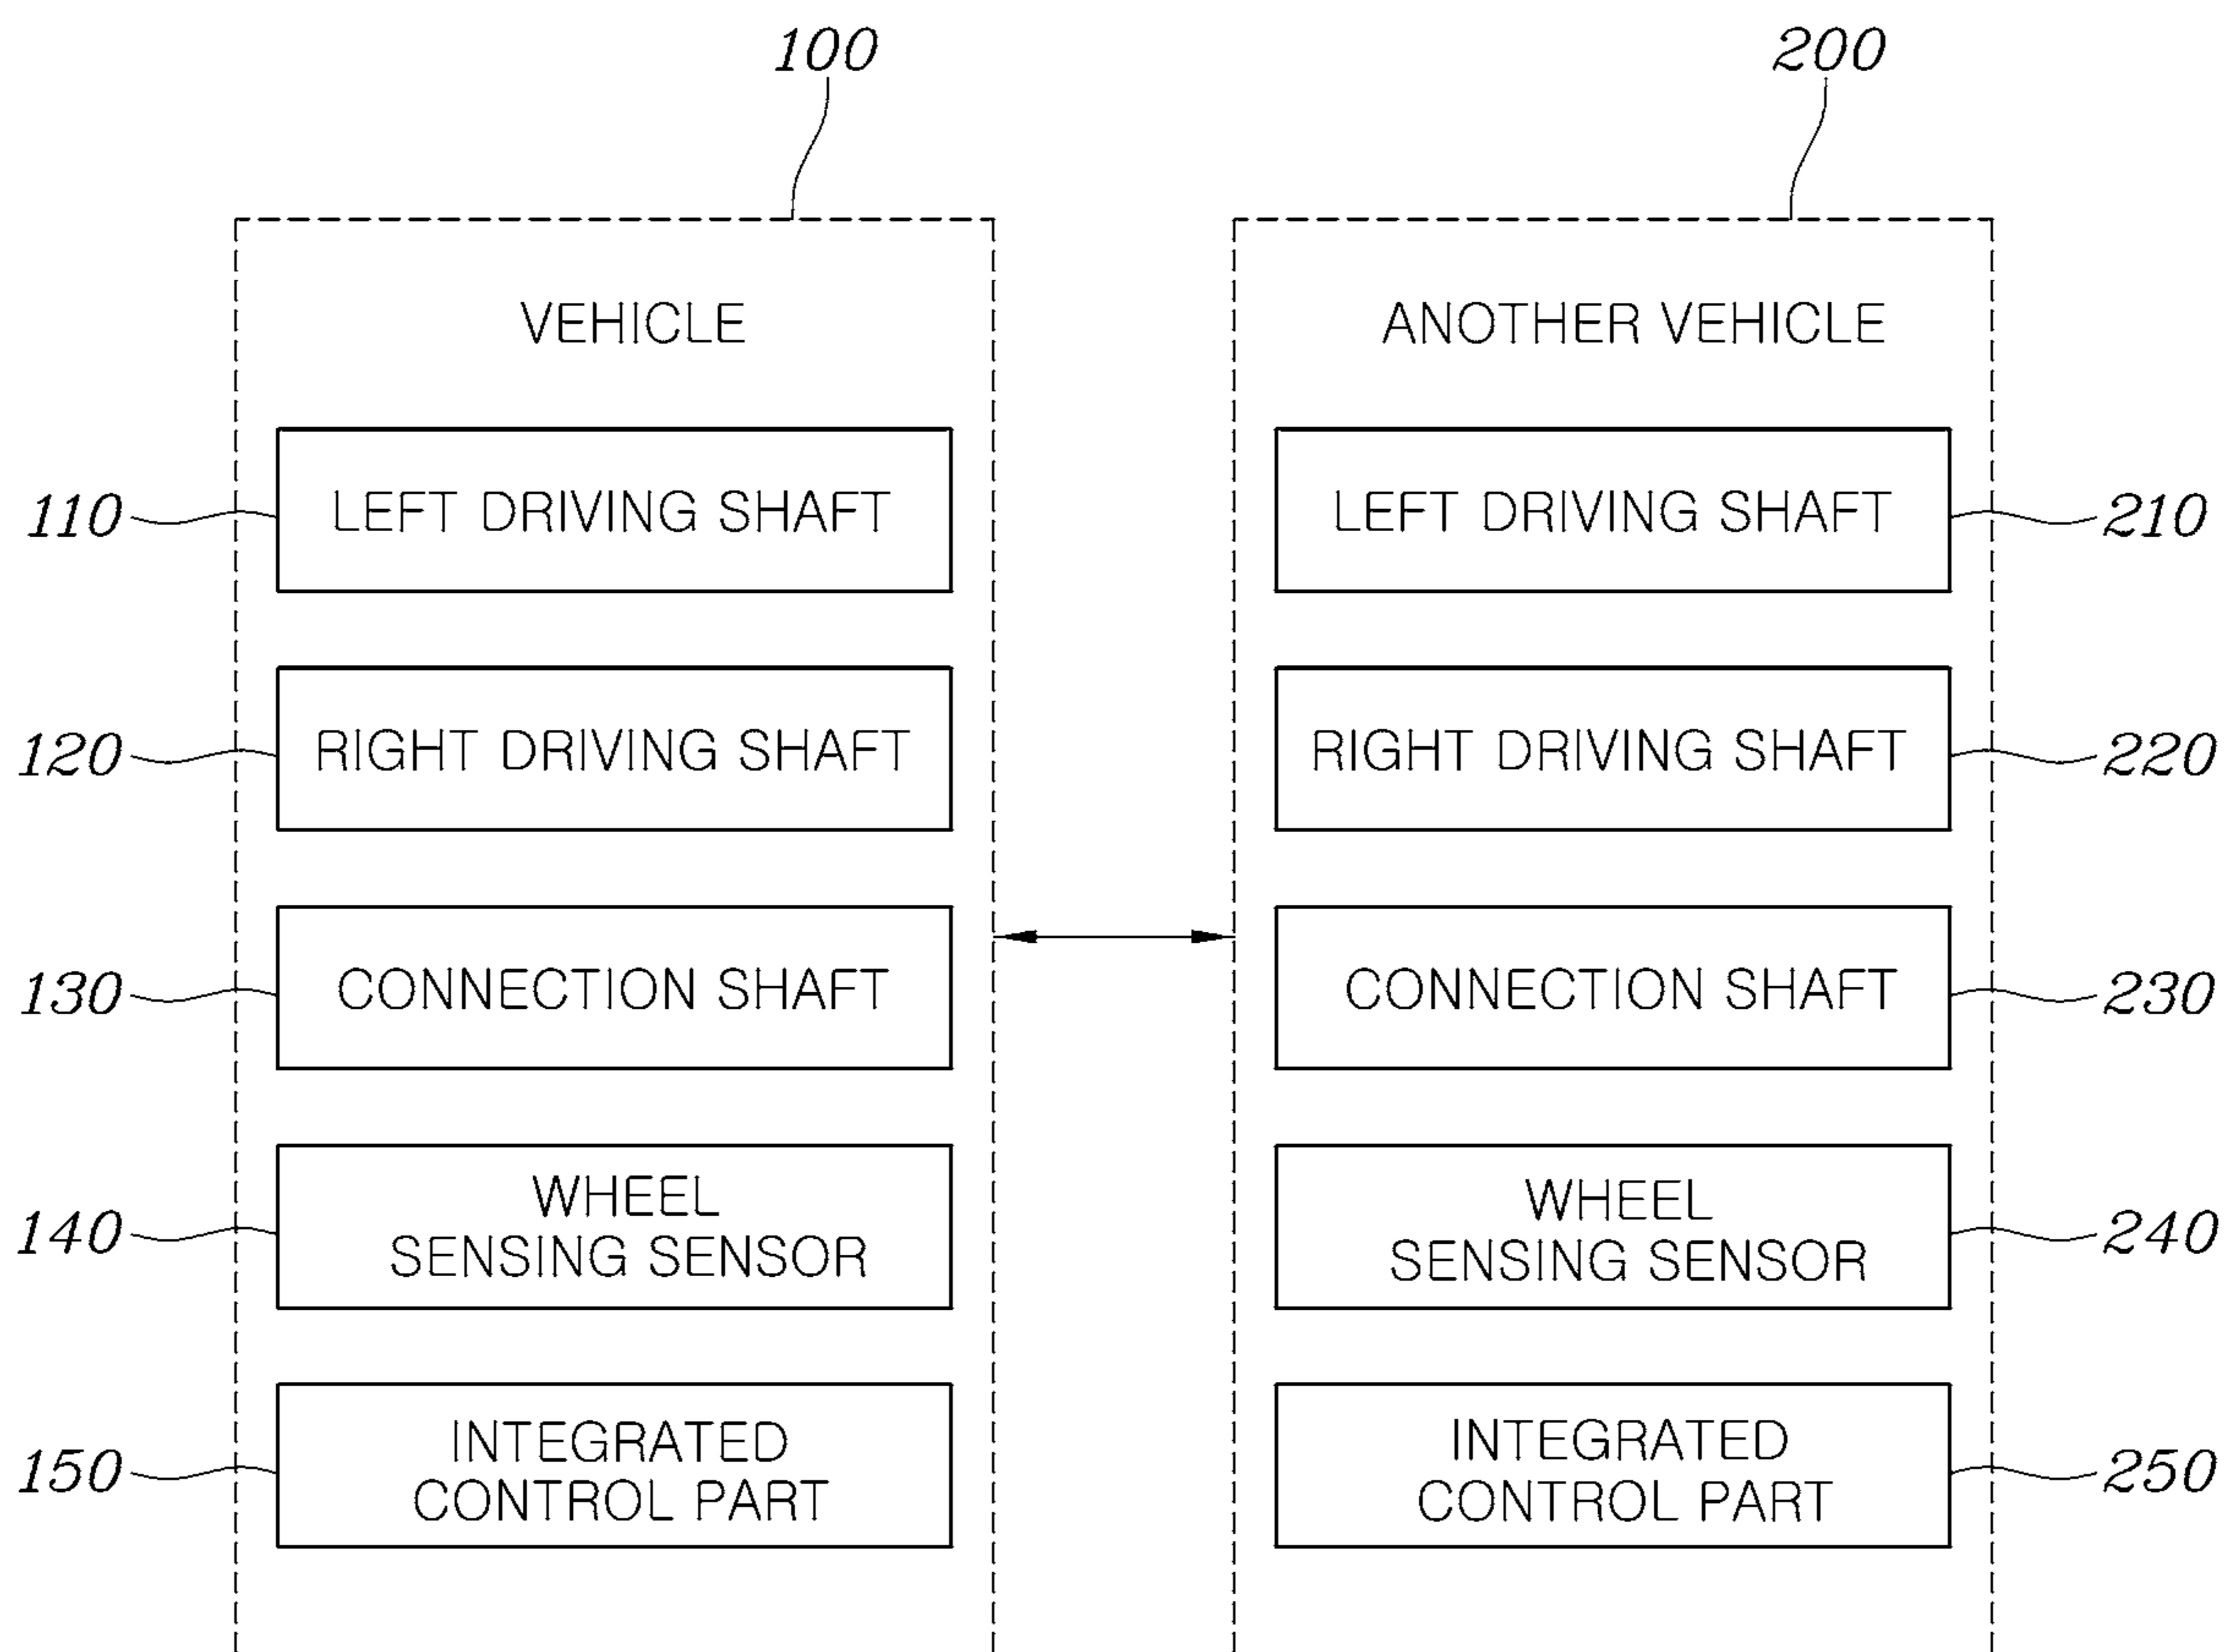 100
200
VEHICLE
ANOTHER VEHICLE
110
LEFT DRIVING SHAFT
LEFT DRIVING SHAFT
210
120
RIGHT DRIVING SHAFT
RIGHT DRIVING SHAFT
220
130
CONNECTION SHAFT
CONNECTION SHAFT
230
140
WHEEL
SENSING SENSOR
WHEEL
SENSING SENSOR
240
150
INTEGRATED
CONTROL PART
INTEGRATED
CONTROL PART
250